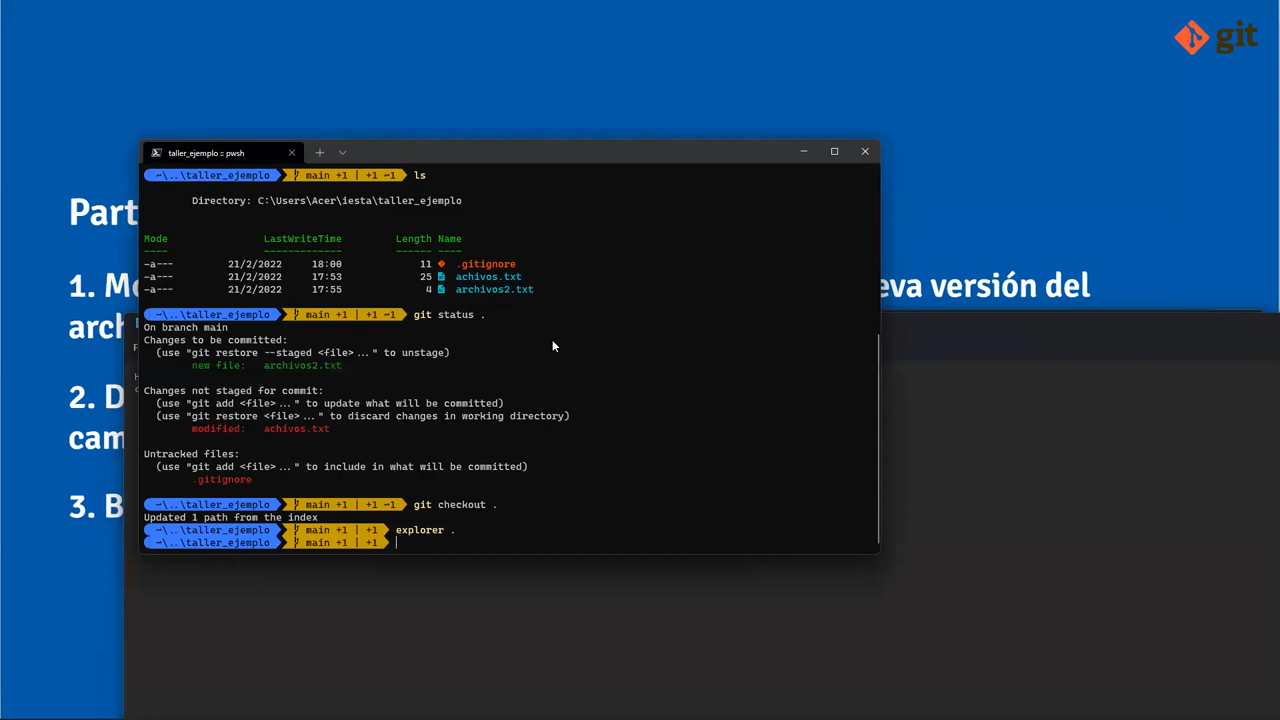 git
taller_ejemplo :: pwsh
~\..\taller_ejemplo main +1 | +1 ~1 ls
Directory: C:\Users\Acer\iesta\taller_ejemplo
Mode LastWriteTime Length Name
---- ------------- ------ ----
-a--- 21/2/2022 18:00 11 .gitignore
-a--- 21/2/2022 17:53 25 achivos.txt
-a--- 21/2/2022 17:55 4 archivos2.txt
~\..\taller_ejemplo main +1 | +1 ~1 git status .
On branch main
Changes to be committed:
(use "git restore --staged <file>..." to unstage)
new file: archivos2.txt
Changes not staged for commit:
(use "git add <file>..." to update what will be committed)
(use "git restore <file>..." to discard changes in working directory)
modified: achivos.txt
Untracked files:
(use "git add <file>..." to include in what will be committed)
.gitignore
~\..\taller_ejemplo main +1 | +1 ~1 git checkout .
Updated 1 path from the index
~\..\taller_ejemplo main +1 | +1 explorer .
~\..\taller_ejemplo main +1 | +1
Part
1. M eva versión del
arch
2. D
cam
3. B